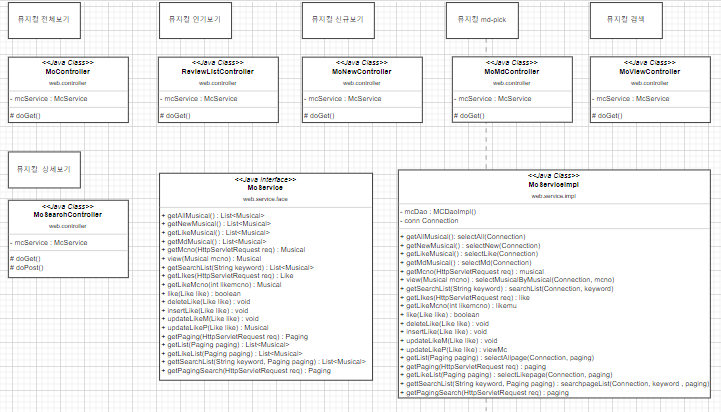 뮤지컬 전체보기
뮤지컬 인기보기
뮤지컬 신규보기
뮤지컬 md-pick
뮤지컬 검색
<<Java Class>>
McController
web.controller
- mcService : McService
# doGet()
<<Java Class>>
ReviewListController
web.controller
- mcService : McService
# doGet()
<<Java Class>>
McNewController
web.controller
- mcService : McService
# doGet()
<<Java Class>>
McMdController
web.controller
- mcService : McService
# doGet()
<<Java Class>>
McViewController
web.controller
- mcService : McService
# doGet()
뮤지컬 상세보기
<<Java Class>>
McSearchController
web.controller
- mcService : McService
# doGet()
# doPost()
<<Java Interface>>
McService
web.service.face
+ getAllMusical() : List<Musical>
+ getNewMusical() : List<Musical>
+ getLikeMusical() : List<Musical>
+ getMdMusical() : List<Musical>
+ getMcno(HttpServletRequest req) : Musical
+ view(Musical mcno) : Musical
+ getSearchList(String keyword) : List<Musical>
+ getLikes(HttpServletRequest req) : Like
+ getLikeMcno(int likemcno) : Musical
+ like(Like like) : boolean
+ deleteLike(Like like) : void
+ insertLike(Like like) : void
+ updateLikeM(Like like) : void
+ updateLikeP(Like like) : Musical
+ getPaging(HttpServletRequest req) : Paging
+ getList(Paging paging) : List<Musical>
+ getLikeList(Paging paging) : List<Musical>
+ gettSearchList(String keyword, Paging paging) : List<Musical>
+ getPagingSearch(HttpServletRequest req) : Paging
<<Java Class>>
McServiceImpl
web.service.impl
- mcDao : MCDaoImpl()
- conn Connection
+ getAllMusical() : selectAll(Connection)
+ getNewMusical() : selectNew(Connection)
+ getLikeMusical() : selectLike(Connection)
+ getMdMusical() : selectMd(Connection)
+ getMcno(HttpServletRequest req) : musical
+ view(Musical mcno) : selectMusicalByMusical(Connection, mcno)
+ getSearchList(String keyword) : searchList(Connection, keyword)
+ getLikes(HttpServletRequest req) : like
+ getLikeMcno(int likemcno) : likemu
+ like(Like like) : boolean
+ deleteLike(Like like) : void
+ insertLike(Like like) : void
+ updateLikeM(Like like) : void
+ updateLikeP(Like like) : viewMc
+ getList(Paging paging) : selectAllpage(Connection, paging)
+ getPaging(HttpServletRequest req) : paging
+ getLikeList(Paging paging) : selectLikepage(Connection, paging)
+ gettSearchList(String keyword, Paging paging) : searchpageList(Connection, keyword , paging)
+ getPagingSearch(HttpServletRequest req) : paging